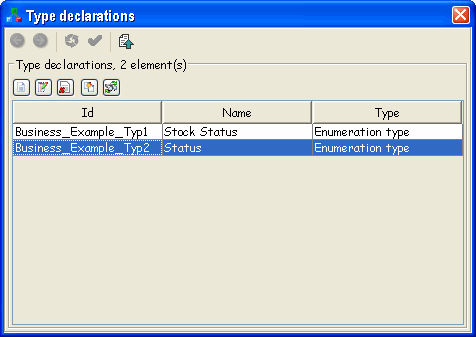 Type declarations
Type declarations, 2 element(s)
Id Name Type
Business_Example_Typ1 Stock Status Enumeration type
Business_Example_Typ2 Status Enumeration type